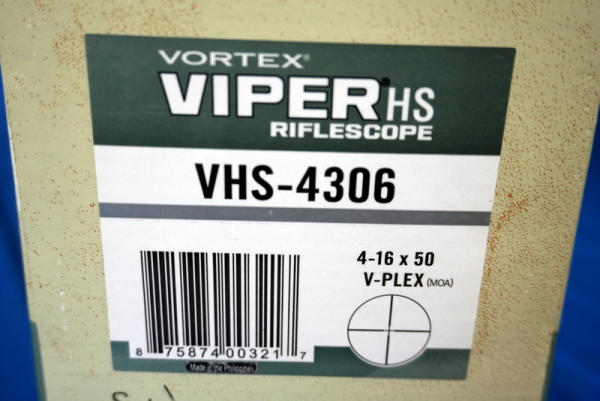 VORTEX®
VIPER® HS
RIFLESCOPE
VHS-4306
4-16 x 50
V-PLEX (MOA)
8 75874 00321 7
Made in the Philippines